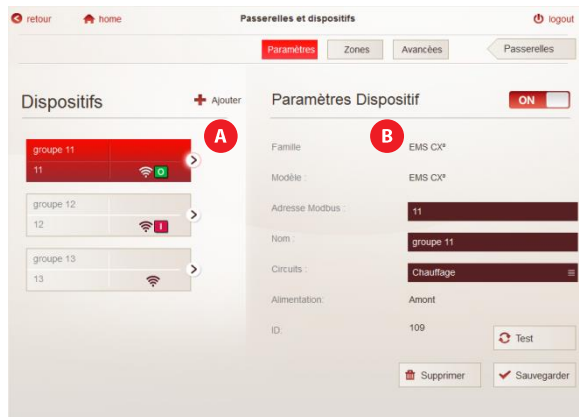 retour
home
Passerelles et dispositifs
logout
Paramètres
Zones
Avancées
Passerelles
Dispositifs
Ajouter
A
groupe 11
11
O
groupe 12
12
I
groupe 13
13
Paramètres Dispositif
ON
B
Famille
EMS CX³
Modèle :
EMS CX³
Adresse Modbus :
11
Nom :
groupe 11
Circuits :
Chauffage
Alimentation:
Amont
ID:
109
Test
Supprimer
Sauvegarder